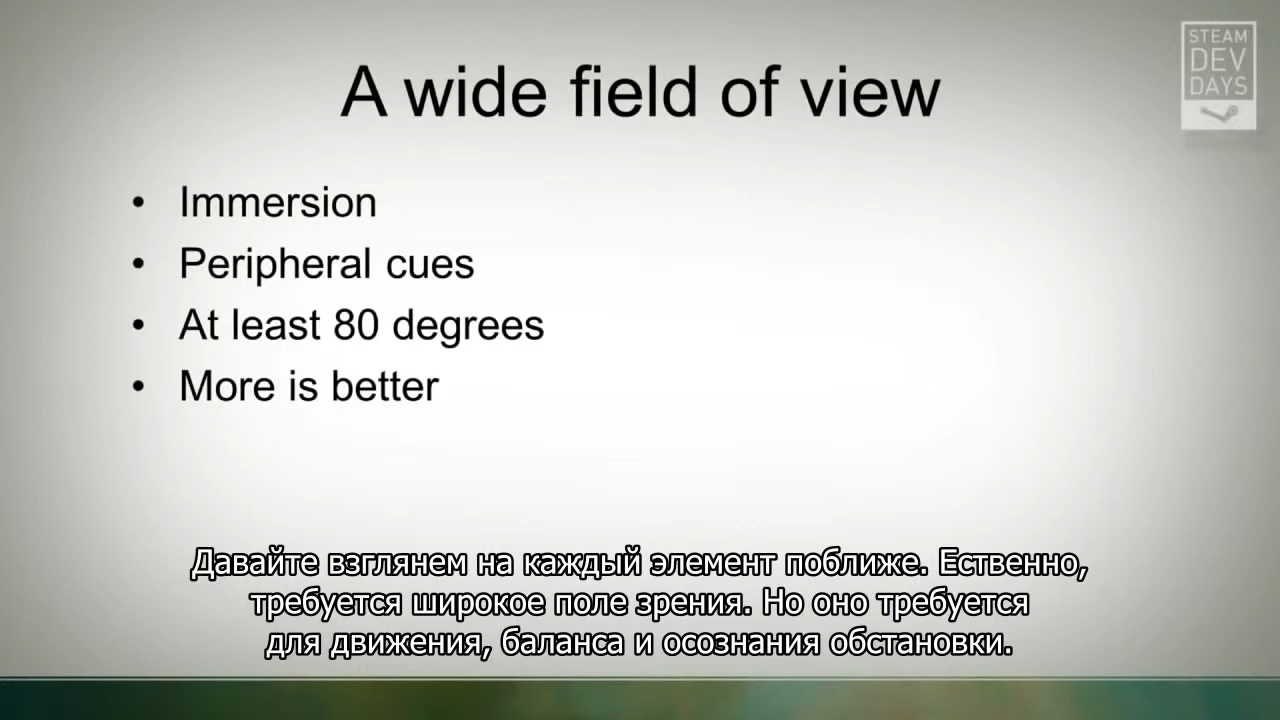 A wide field of view
STEAM
DEV
DAYS
• Immersion
• Peripheral cues
• At least 80 degrees
• More is better
Давайте взглянем на каждый элемент поближе. Ественно,
требуется широкое поле зрения. Но оно требуется
для движения, баланса и осознания обстановки.